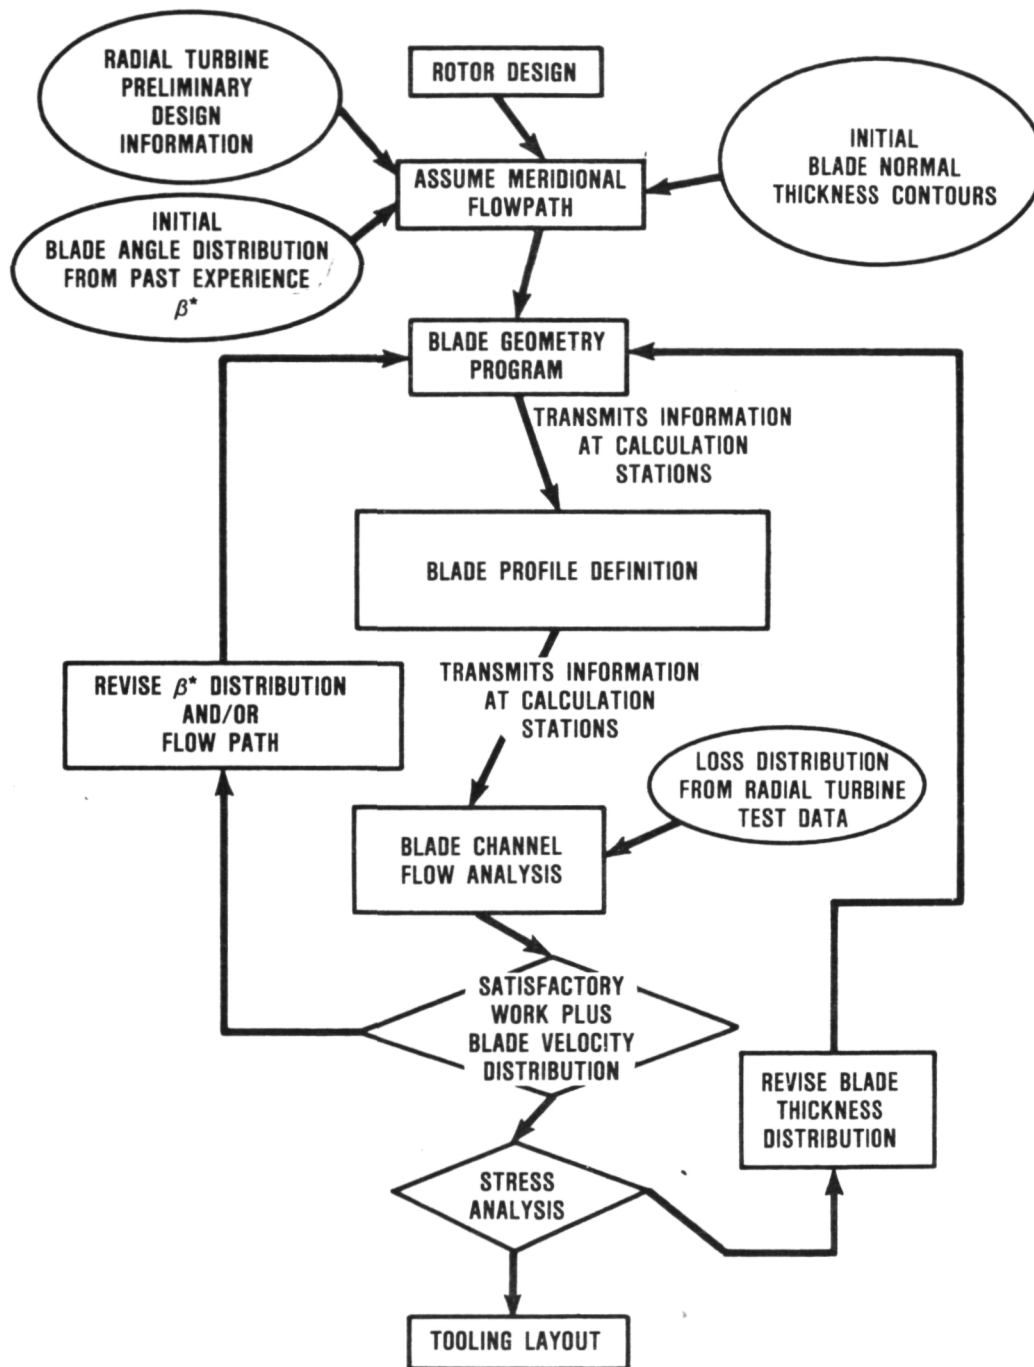 RADIAL TURBINE
PRELIMINARY
DESIGN
INFORMATION
ROTOR DESIGN
INITIAL
BLADE NORMAL
THICKNESS CONTOURS
ASSUME MERIDIONAL
FLOWPATH
INITIAL
BLADE ANGLE DISTRIBUTION
FROM PAST EXPERIENCE
β*
BLADE GEOMETRY
PROGRAM
TRANSMITS INFORMATION
AT CALCULATION
STATIONS
BLADE PROFILE DEFINITION
TRANSMITS INFORMATION
AT CALCULATION
STATIONS
REVISE β* DISTRIBUTION
AND/OR
FLOW PATH
LOSS DISTRIBUTION
FROM RADIAL TURBINE
TEST DATA
BLADE CHANNEL
FLOW ANALYSIS
SATISFACTORY
WORK PLUS
BLADE VELOCITY
DISTRIBUTION
REVISE BLADE
THICKNESS
DISTRIBUTION
STRESS
ANALYSIS
TOOLING LAYOUT